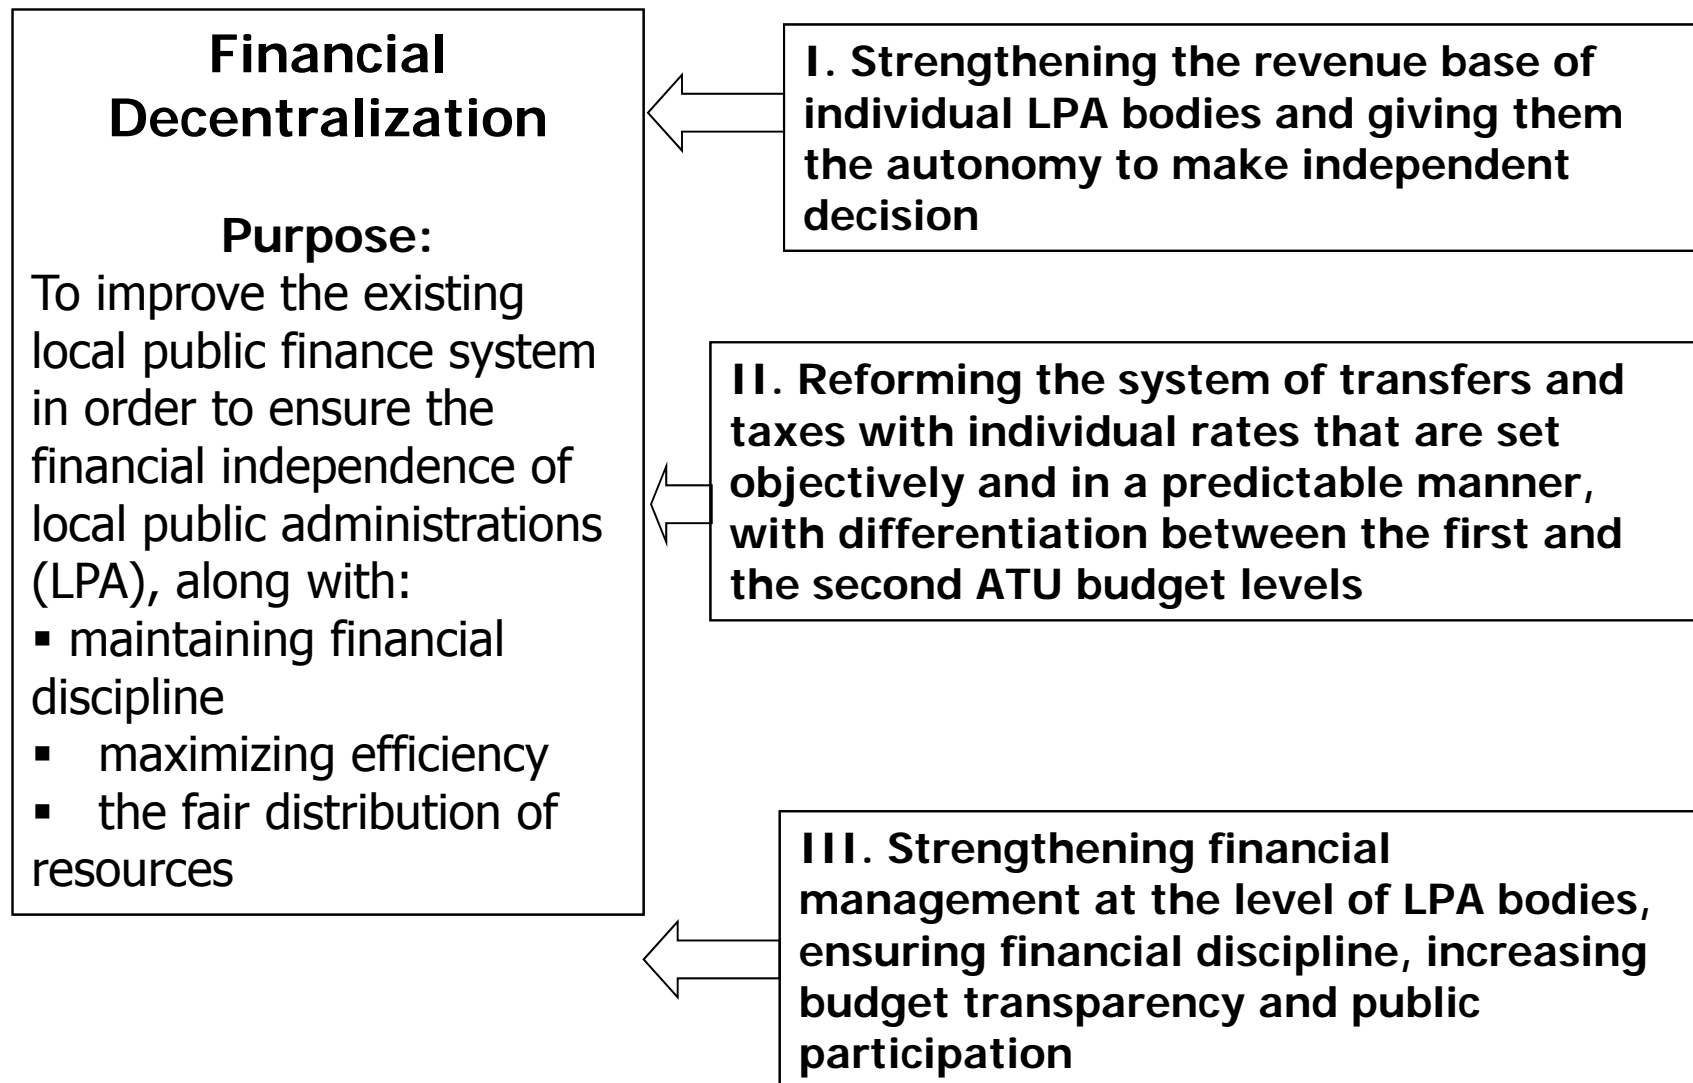 Financial
Decentralization
Purpose:
To improve the existing
local public finance system
in order to ensure the
financial independence of
local public administrations
(LPA), along with:
▪ maintaining financial
discipline
▪ maximizing efficiency
▪ the fair distribution of
resources
I. Strengthening the revenue base of
individual LPA bodies and giving them
the autonomy to make independent
decision
II. Reforming the system of transfers and
taxes with individual rates that are set
objectively and in a predictable manner,
with differentiation between the first and
the second ATU budget levels
III. Strengthening financial
management at the level of LPA bodies,
ensuring financial discipline, increasing
budget transparency and public
participation